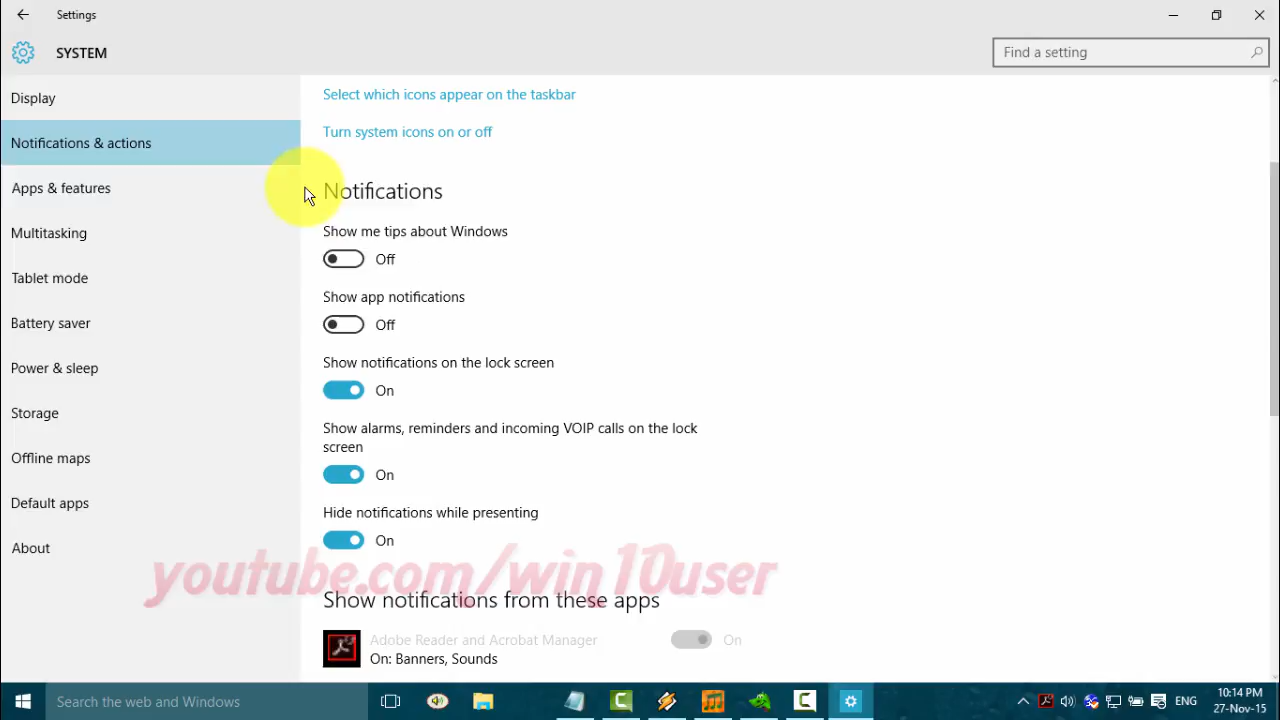 Settings
SYSTEM
Find a setting
Display
Notifications & actions
Apps & features
Multitasking
Tablet mode
Battery saver
Power & sleep
Storage
Offline maps
Default apps
About
Select which icons appear on the taskbar
Turn system icons on or off
Notifications
Show me tips about Windows
Off
Show app notifications
Off
Show notifications on the lock screen
On
Show alarms, reminders and incoming VOIP calls on the lock
screen
On
Hide notifications while presenting
On
youtube.com/win10user
Show notifications from these apps
Adobe Reader and Acrobat Manager
On
On: Banners, Sounds
Search the web and Windows
ENG
10:14 PM
27-Nov-15